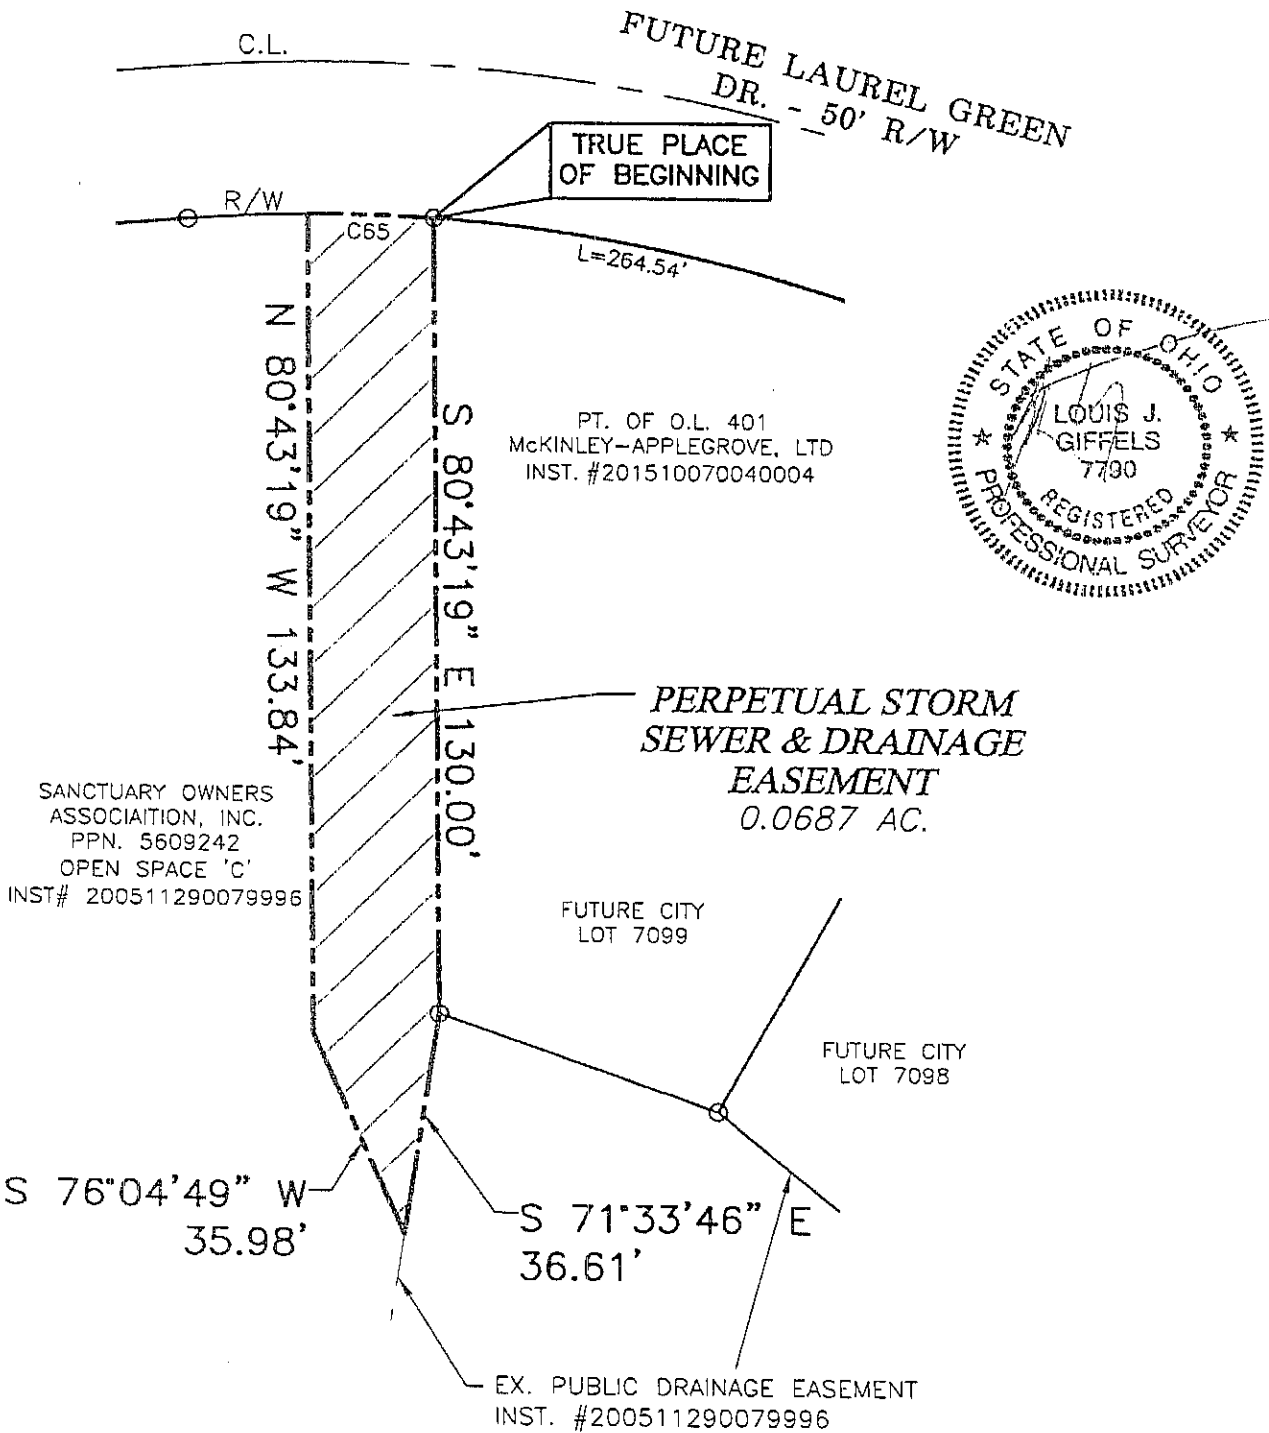 C.L.
FUTURE LAUREL GREEN
DR. - 50' R/W
TRUE PLACE
OF BEGINNING
R/W
C65
L=264.54'
N 80°43'19" W 133.84'
S 80°43'19" E 130.00'
PT. OF O.L. 401
McKINLEY-APPLEGROVE, LTD
INST. #201510070040004
STATE OF OHIO
LOUIS J.
GIFFELS
7790
REGISTERED
PROFESSIONAL SURVEYOR
PERPETUAL STORM
SEWER & DRAINAGE
EASEMENT
0.0687 AC.
SANCTUARY OWNERS
ASSOCIAITION, INC.
PPN. 5609242
OPEN SPACE 'C'
INST# 200511290079996
FUTURE CITY
LOT 7099
FUTURE CITY
LOT 7098
S 76°04'49" W
35.98'
S 71°33'46" E
36.61'
EX. PUBLIC DRAINAGE EASEMENT
INST. #200511290079996